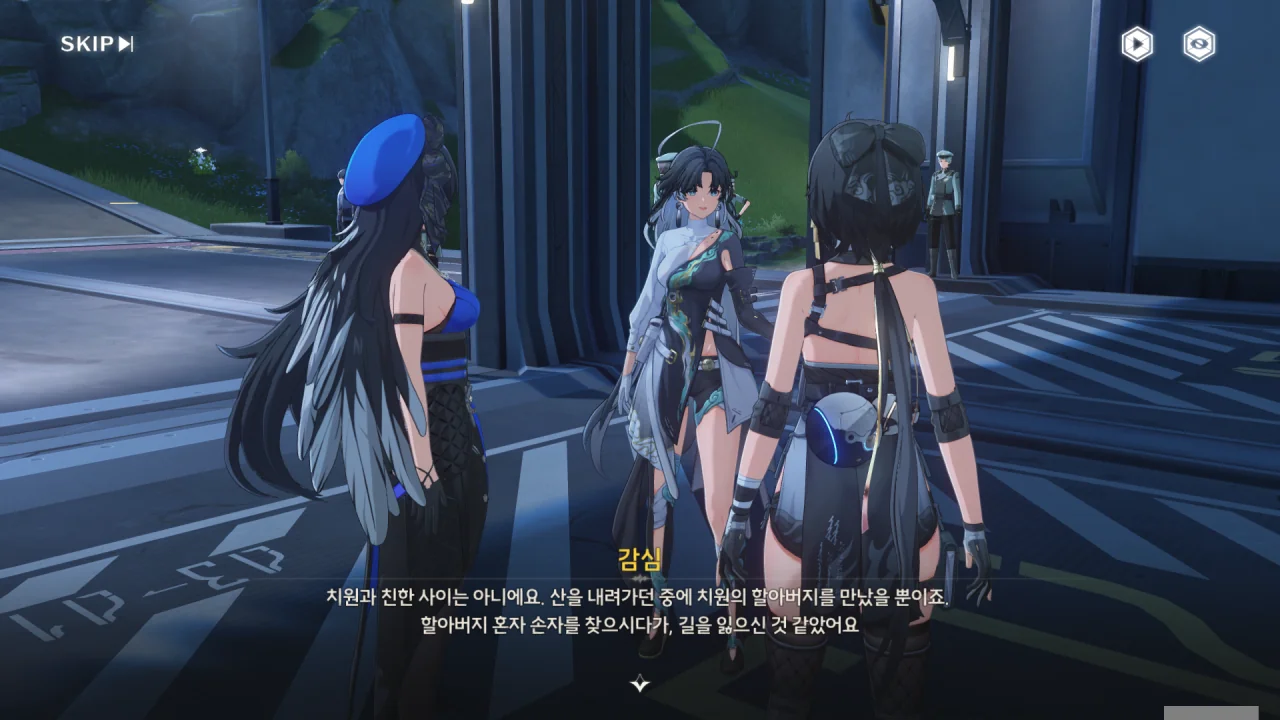 SKIP
감심
치원과 친한 사이는 아니에요. 산을 내려가던 중에 치원의 할아버지를 만났을 뿐이죠.
할아버지 혼자 손자를 찾으시다가, 길을 잃으신 것 같았어요